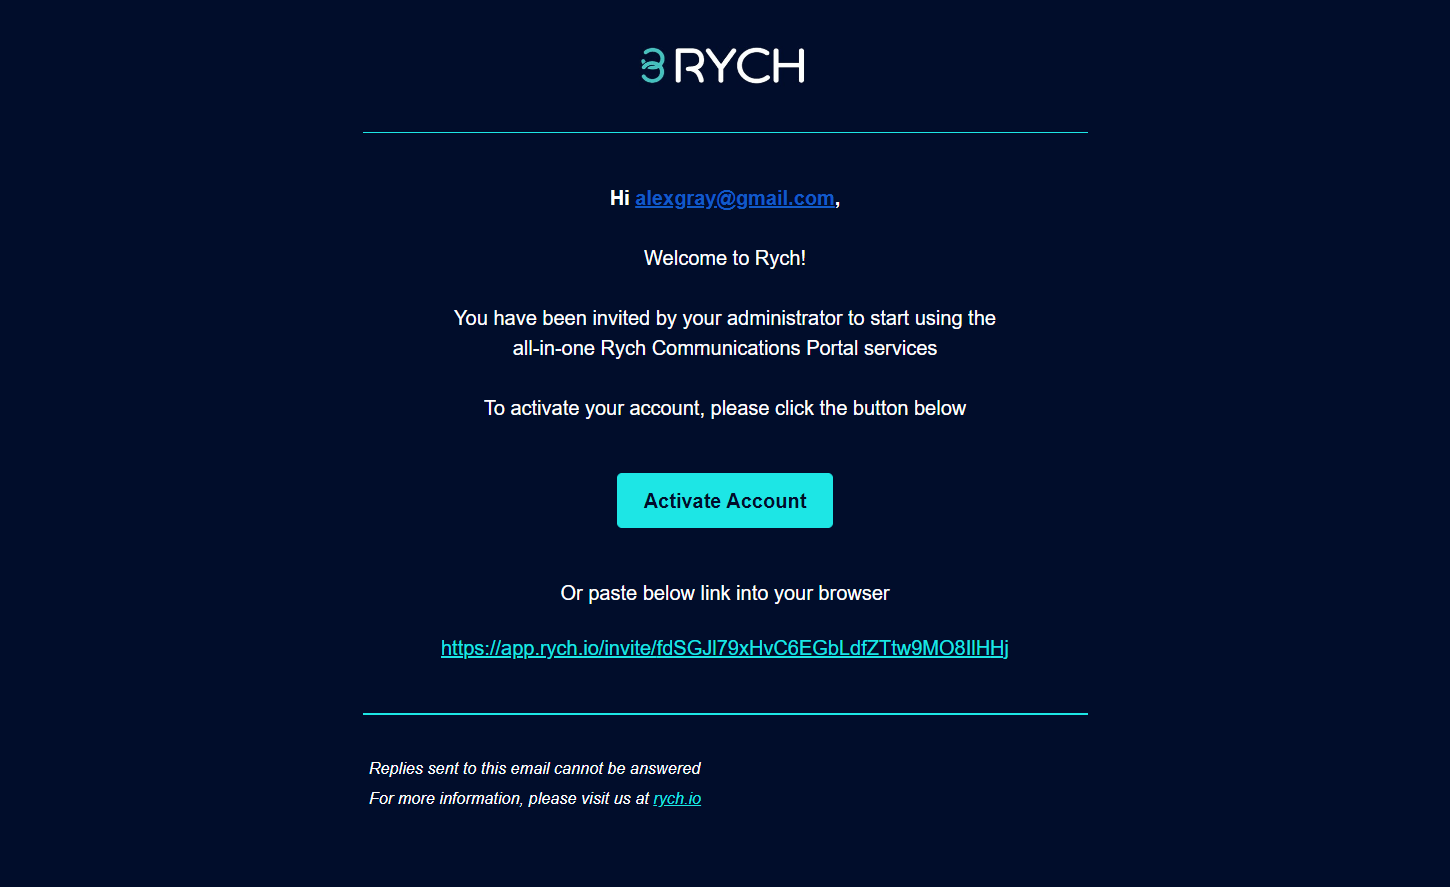 RYCH
Hi alexgray@gmail.com,
Welcome to Rych!
You have been invited by your administrator to start using the
all-in-one Rych Communications Portal services
To activate your account, please click the button below
Activate Account
Or paste below link into your browser
https://app.rych.io/invite/fdSGJl79xHvC6EGbLdfZTtw9MO8IlHHj
Replies sent to this email cannot be answered
For more information, please visit us at rych.io